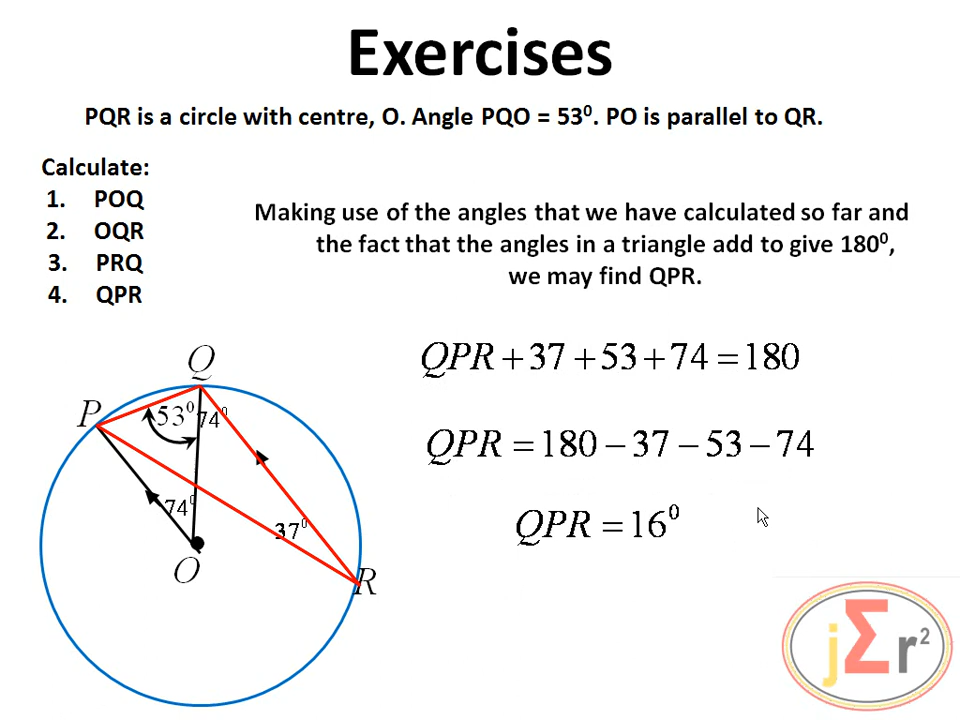 Exercises
PQR is a circle with centre, O. Angle PQO = 53⁰. PO is parallel to QR.
Calculate:
1. POQ
2. OQR
3. PRQ
4. QPR
Making use of the angles that we have calculated so far and
the fact that the angles in a triangle add to give 180⁰,
we may find QPR.
QPR + 37 + 53 + 74 = 180
QPR = 180 − 37 − 53 − 74
QPR = 16⁰
Q
P
53⁰
74⁰
74⁰
37⁰
O
R
jΣr²